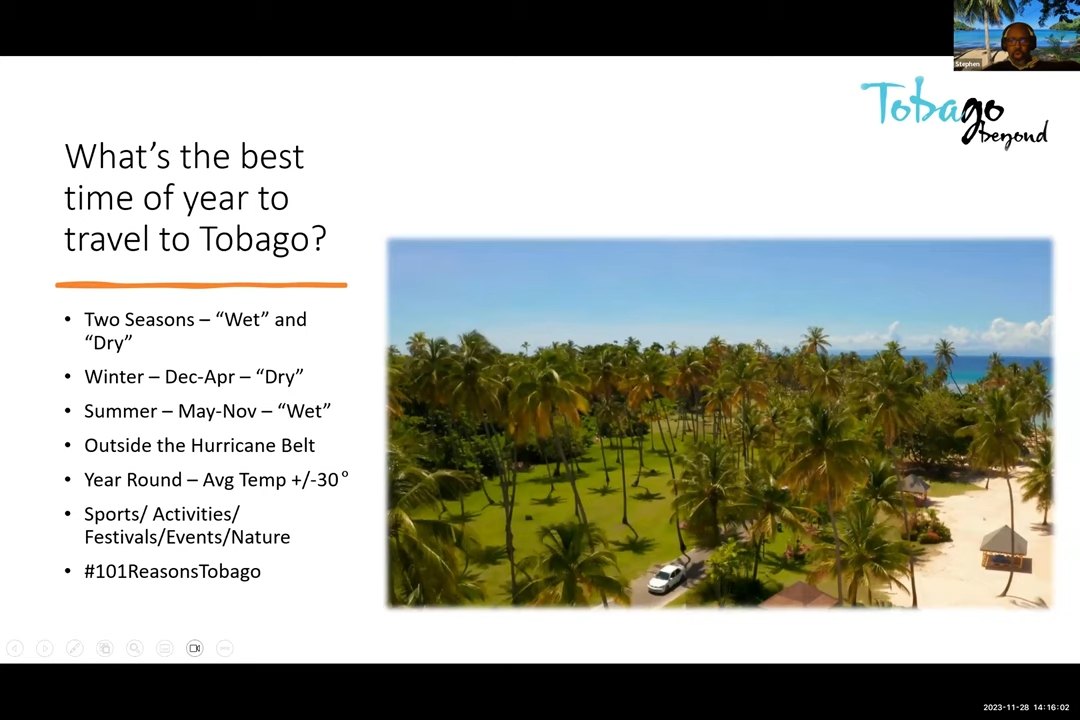 Stephen
Tobago
beyond
What’s the best
time of year to
travel to Tobago?
• Two Seasons – “Wet” and
“Dry”
• Winter – Dec-Apr – “Dry”
• Summer – May-Nov – “Wet”
• Outside the Hurricane Belt
• Year Round – Avg Temp +/-30°
• Sports/ Activities/
Festivals/Events/Nature
• #101ReasonsTobago
2023-11-28 14:16:02